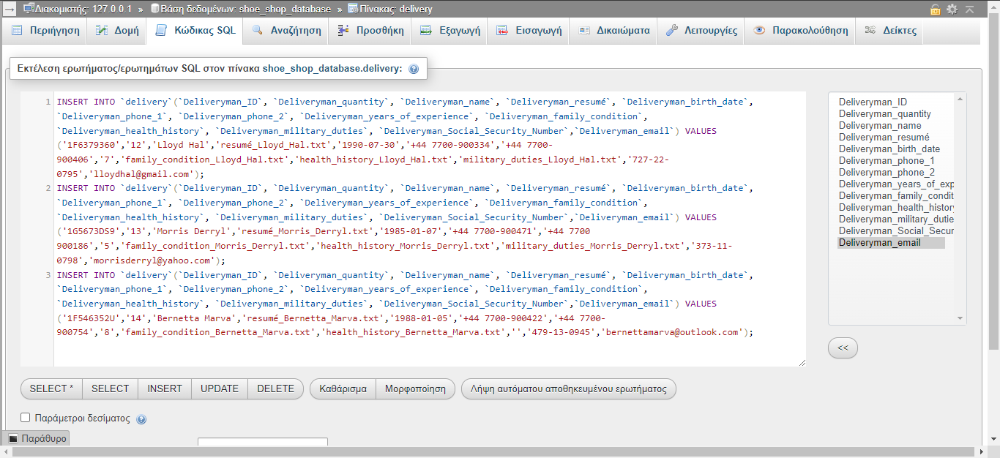 Διακομιστής: 127.0.0.1 » Βάση δεδομένων: shoe_shop_database » Πίνακας: delivery
Περιήγηση Δομή Κώδικας SQL Αναζήτηση Προσθήκη Εξαγωγή Εισαγωγή Δικαιώματα Λειτουργίες Παρακολούθηση Δείκτες
Εκτέλεση ερωτήματος/ερωτημάτων SQL στον πίνακα shoe_shop_database.delivery:
1 INSERT INTO `delivery`(`Deliveryman_ID`, `Deliveryman_quantity`, `Deliveryman_name`, `Deliveryman_resumé`, `Deliveryman_birth_date`,
`Deliveryman_phone_1`, `Deliveryman_phone_2`, `Deliveryman_years_of_experience`, `Deliveryman_family_condition`,
`Deliveryman_health_history`, `Deliveryman_military_duties`, `Deliveryman_Social_Security_Number`,`Deliveryman_email`) VALUES
('1F6379360','12','Lloyd Hal','resumé_Lloyd_Hal.txt','1990-07-30','+44 7700-900334','+44 7700-
900406','7','family_condition_Lloyd_Hal.txt','health_history_Lloyd_Hal.txt','military_duties_Lloyd_Hal.txt','727-22-
0795','lloydhal@gmail.com');
2 INSERT INTO `delivery`(`Deliveryman_ID`, `Deliveryman_quantity`, `Deliveryman_name`, `Deliveryman_resumé`, `Deliveryman_birth_date`,
`Deliveryman_phone_1`, `Deliveryman_phone_2`, `Deliveryman_years_of_experience`, `Deliveryman_family_condition`,
`Deliveryman_health_history`, `Deliveryman_military_duties`, `Deliveryman_Social_Security_Number`,`Deliveryman_email`) VALUES
('1G5673DS9','13','Morris Derryl','resumé_Morris_Derryl.txt','1985-01-07','+44 7700-900471','+44 7700
900186','5','family_condition_Morris_Derryl.txt','health_history_Morris_Derryl.txt','military_duties_Morris_Derryl.txt','373-11-
0798','morrisderryl@yahoo.com');
3 INSERT INTO `delivery`(`Deliveryman_ID`, `Deliveryman_quantity`, `Deliveryman_name`, `Deliveryman_resumé`, `Deliveryman_birth_date`,
`Deliveryman_phone_1`, `Deliveryman_phone_2`, `Deliveryman_years_of_experience`, `Deliveryman_family_condition`,
`Deliveryman_health_history`, `Deliveryman_military_duties`, `Deliveryman_Social_Security_Number`,`Deliveryman_email`) VALUES
('1F546352U','14','Bernetta Marva','resumé_Bernetta_Marva.txt','1988-01-05','+44 7700-900422','+44 7700-
900754','8','family_condition_Bernetta_Marva.txt','health_history_Bernetta_Marva.txt','','479-13-0945','bernettamarva@outlook.com');
Deliveryman_ID
Deliveryman_quantity
Deliveryman_name
Deliveryman_resumé
Deliveryman_birth_date
Deliveryman_phone_1
Deliveryman_phone_2
Deliveryman_years_of_exp
Deliveryman_family_condit
Deliveryman_health_history
Deliveryman_military_dutie
Deliveryman_Social_Secur
Deliveryman_email
<<
SELECT * SELECT INSERT UPDATE DELETE Καθάρισμα Μορφοποίηση Λήψη αυτόματου αποθηκευμένου ερωτήματος
Παράμετροι δεσίματος
Παράθυρο